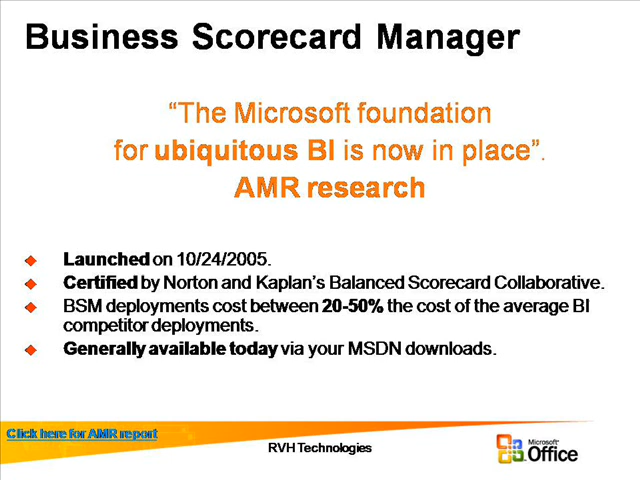 Business Scorecard Manager
“The Microsoft foundation
for ubiquitous BI is now in place”.
AMR research
Launched on 10/24/2005.
Certified by Norton and Kaplan’s Balanced Scorecard Collaborative.
BSM deployments cost between 20-50% the cost of the average BI
competitor deployments.
Generally available today via your MSDN downloads.
Click here for AMR report
RVH Technologies
Microsoft
Office